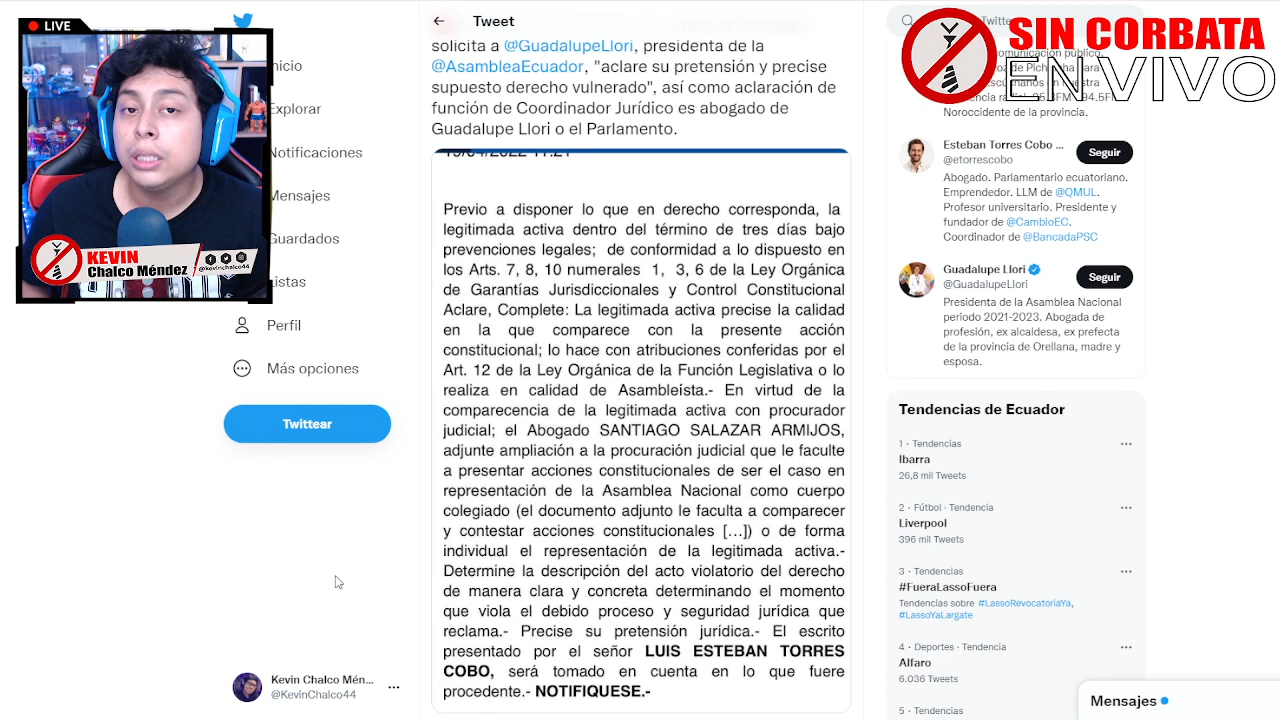 LIVE
KEVIN
Chalco Méndez
@kevinchalco44
SIN CORBATA
EN VIVO
Inicio
Explorar
Notificaciones
Mensajes
Guardados
Listas
Perfil
Más opciones
Twittear
Kevin Chalco Mén...
@KevinChalco44
Tweet
solicita a @GuadalupeLlori, presidenta de la
@AsambleaEcuador, "aclare su pretensión y precise
supuesto derecho vulnerado", así como aclaración de
función de Coordinador Jurídico es abogado de
Guadalupe Llori o el Parlamento.
19/04/2022 11:21
Previo a disponer lo que en derecho corresponda, la
legitimada activa dentro del término de tres días bajo
prevenciones legales; de conformidad a lo dispuesto en
los Arts. 7, 8, 10 numerales 1, 3, 6 de la Ley Orgánica
de Garantías Jurisdiccionales y Control Constitucional
Aclare, Complete: La legitimada activa precise la calidad
en la que comparece con la presente acción
constitucional; lo hace con atribuciones conferidas por el
Art. 12 de la Ley Orgánica de la Función Legislativa o lo
realiza en calidad de Asambleísta.- En virtud de la
comparecencia de la legitimada activa con procurador
judicial; el Abogado SANTIAGO SALAZAR ARMIJOS,
adjunte ampliación a la procuración judicial que le faculte
a presentar acciones constitucionales de ser el caso en
representación de la Asamblea Nacional como cuerpo
colegiado (el documento adjunto le faculta a comparecer
y contestar acciones constitucionales [...]) o de forma
individual el representación de la legitimada activa.-
Determine la descripción del acto violatorio del derecho
de manera clara y concreta determinando el momento
que viola el debido proceso y seguridad jurídica que
reclama.- Precise su pretensión jurídica.- El escrito
presentado por el señor LUIS ESTEBAN TORRES
COBO, será tomado en cuenta en lo que fuere
procedente.- NOTIFIQUESE.-
Noroccidente de la provincia.
Esteban Torres Cobo ...
@etorrescobo
Seguir
Abogado. Parlamentario ecuatoriano.
Emprendedor. LLM de @QMUL.
Profesor universitario. Presidente y
fundador de @CambioEC.
Coordinador de @BancadaPSC
Guadalupe Llori
@GuadalupeLlori
Seguir
Presidenta de la Asamblea Nacional
periodo 2021-2023. Abogada de
profesión, ex alcaldesa, ex prefecta
de la provincia de Orellana, madre y
esposa.
Tendencias de Ecuador
1 · Tendencias
Ibarra
26,8 mil Tweets
2 · Fútbol · Tendencia
Liverpool
396 mil Tweets
3 · Tendencias
#FueraLassoFuera
Tendencias sobre #LassoRevocatoriaYa,
#LassoYaLargate
4 · Deportes · Tendencia
Alfaro
6.036 Tweets
5 · Tendencias
Mensajes